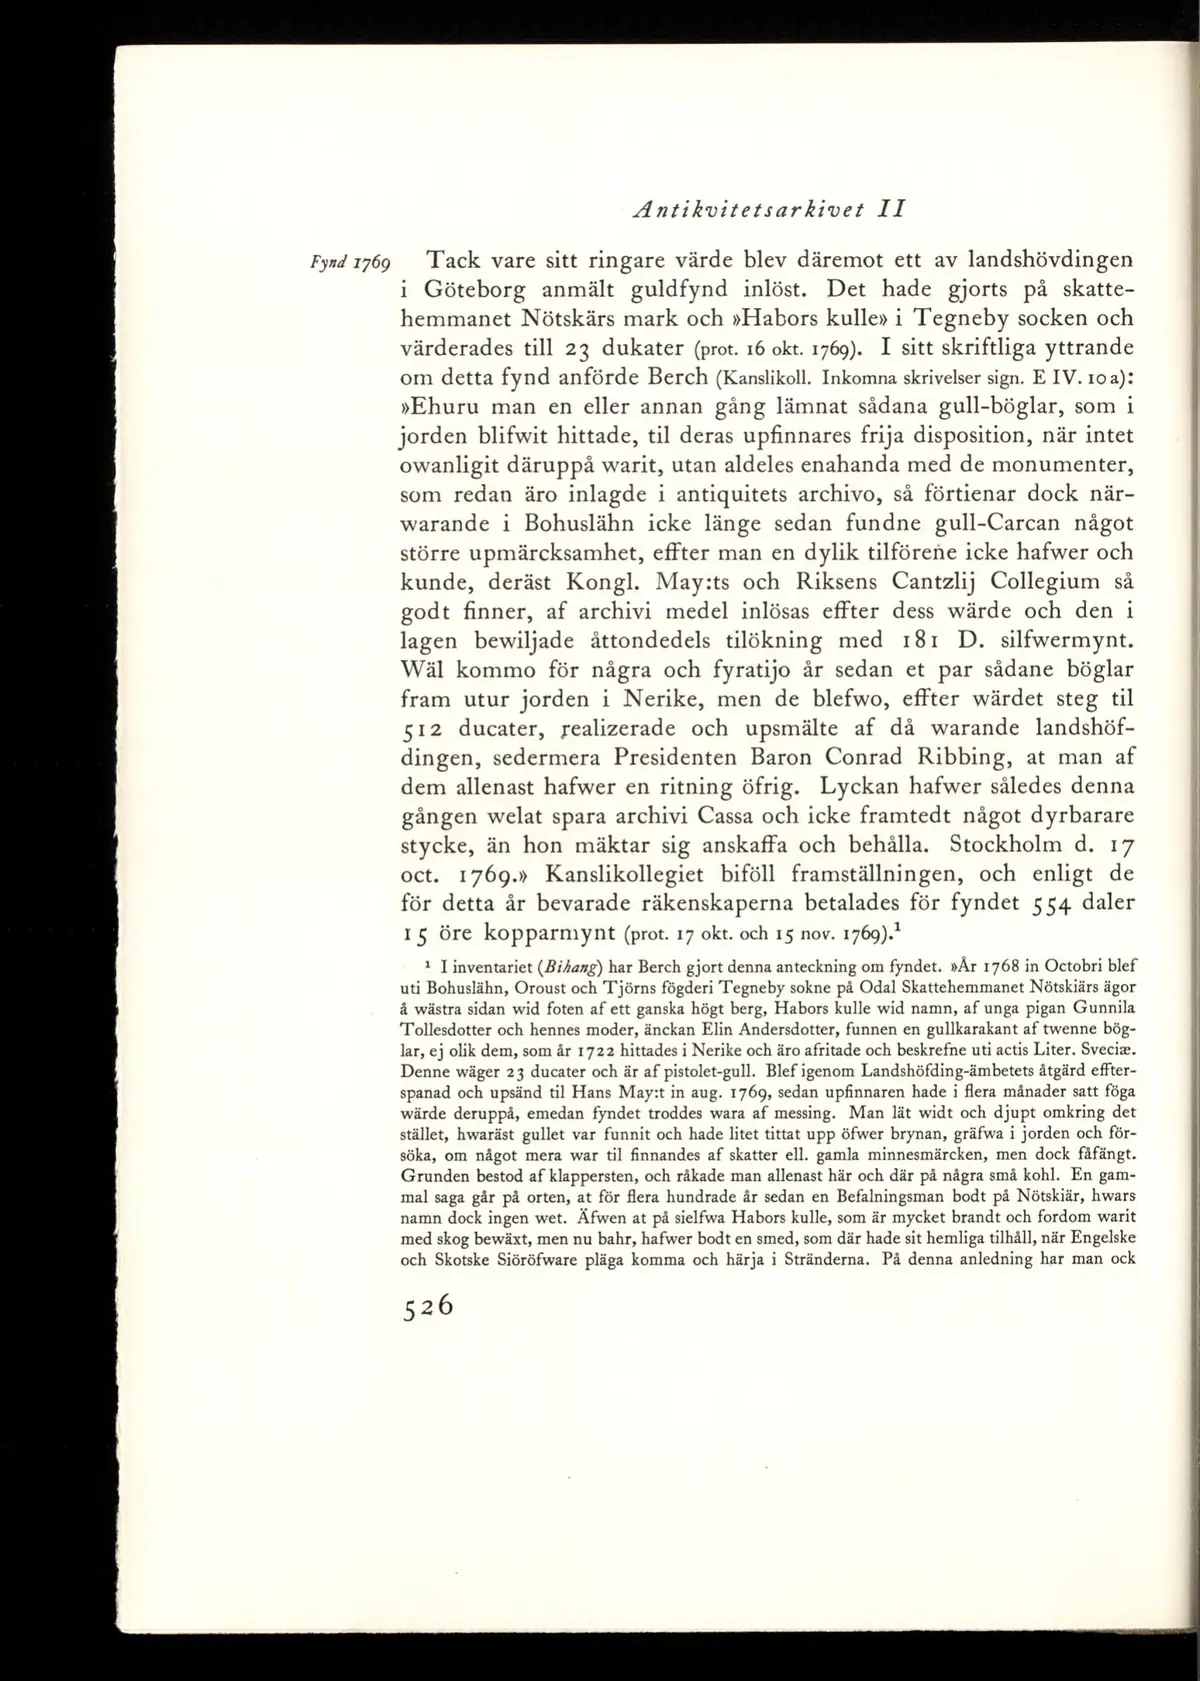 Antikvitetsarkivet II
Fynd 1769 Tack vare sitt ringare värde blev däremot ett av landshövdingen
i Göteborg anmält guldfynd inlöst. Det hade gjorts på skatte-
hemmanet Nötskärs mark och »Habors kulle» i Tegneby socken och
värderades till 23 dukater (prot. 16 okt. 1769). I sitt skriftliga yttrande
om detta fynd anförde Berch (Kanslikoll. Inkomna skrivelser sign. E IV. 10 a):
»Ehuru man en eller annan gång lämnat sådana gull-böglar, som i
jorden blifwit hittade, til deras upfinnares frija disposition, när intet
owanligit däruppå warit, utan aldeles enahanda med de monumenter,
som redan äro inlagde i antiquitets archivo, så förtienar dock när-
warande i Bohuslähn icke länge sedan fundne gull-Carcan något
större upmärcksamhet, effter man en dylik tilförene icke hafwer och
kunde, deräst Kongl. May:ts och Riksens Cantzlij Collegium så
godt finner, af archivi medel inlösas effter dess wärde och den i
lagen bewiljade åttondedels tilökning med 181 D. silfwermynt.
Wäl kommo för några och fyratijo år sedan et par sådane böglar
fram utur jorden i Nerike, men de blefwo, effter wärdet steg til
512 ducater, realizerade och upsmälte af då warande landshöf-
dingen, sedermera Presidenten Baron Conrad Ribbing, at man af
dem allenast hafwer en ritning öfrig. Lyckan hafwer således denna
gången welat spara archivi Cassa och icke framtedt något dyrbarare
stycke, än hon mäktar sig anskaffa och behålla. Stockholm d. 17
oct. 1769.» Kanslikollegiet biföll framställningen, och enligt de
för detta år bevarade räkenskaperna betalades för fyndet 554 daler
15 öre kopparmynt (prot. 17 okt. och 15 nov. 1769).¹
¹ I inventariet (Bihang) har Berch gjort denna anteckning om fyndet. »År 1768 in Octobri blef
uti Bohuslähn, Oroust och Tjörns fögderi Tegneby sokne på Odal Skattehemmanet Nötskiärs ägor
å wästra sidan wid foten af ett ganska högt berg, Habors kulle wid namn, af unga pigan Gunnila
Tollesdotter och hennes moder, änckan Elin Andersdotter, funnen en gullkarakant af twenne bög-
lar, ej olik dem, som år 1722 hittades i Nerike och äro afritade och beskrefne uti actis Liter. Sveciæ.
Denne wäger 23 ducater och är af pistolet-gull. Blef igenom Landshöfding-ämbetets åtgärd effter-
spanad och upsänd til Hans May:t in aug. 1769, sedan upfinnaren hade i flera månader satt föga
wärde deruppå, emedan fyndet troddes wara af messing. Man lät widt och djupt omkring det
stället, hwaräst gullet var funnit och hade litet tittat upp öfwer brynan, gräfwa i jorden och för-
söka, om något mera war til finnandes af skatter ell. gamla minnesmärcken, men dock fåfängt.
Grunden bestod af klappersten, och råkade man allenast här och där på några små kohl. En gam-
mal saga går på orten, at för flera hundrade år sedan en Befalningsman bodt på Nötskiär, hwars
namn dock ingen wet. Äfwen at på sielfwa Habors kulle, som är mycket brandt och fordom warit
med skog bewäxt, men nu bahr, hafwer bodt en smed, som där hade sit hemliga tilhåll, när Engelske
och Skotske Siöröfware pläga komma och härja i Stränderna. På denna anledning har man ock
526